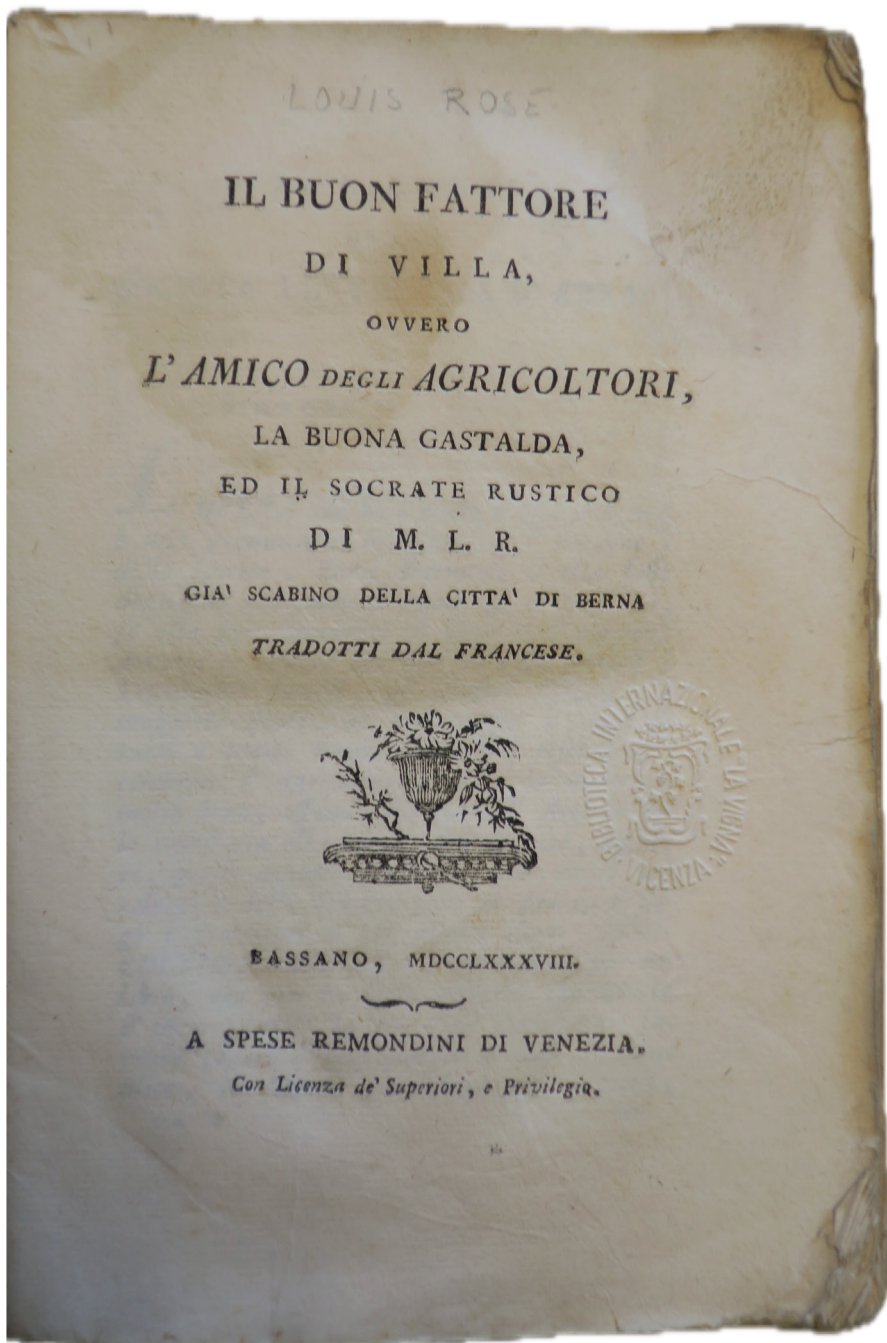 LOUIS ROSE
IL BUON FATTORE
DI VILLA,
OVVERO
L'AMICO DEGLI AGRICOLTORI,
LA BUONA GASTALDA,
ED IL SOCRATE RUSTICO
DI M. L. R.
GIA' SCABINO DELLA CITTA' DI BERNA
TRADOTTI DAL FRANCESE.
BIBLIOTECA INTERNAZIONALE "LA VIGNA"
· VICENZA ·
BASSANO, MDCCLXXXVIII.
A SPESE REMONDINI DI VENEZIA.
Con Licenza de' Superiori, e Privilegio.